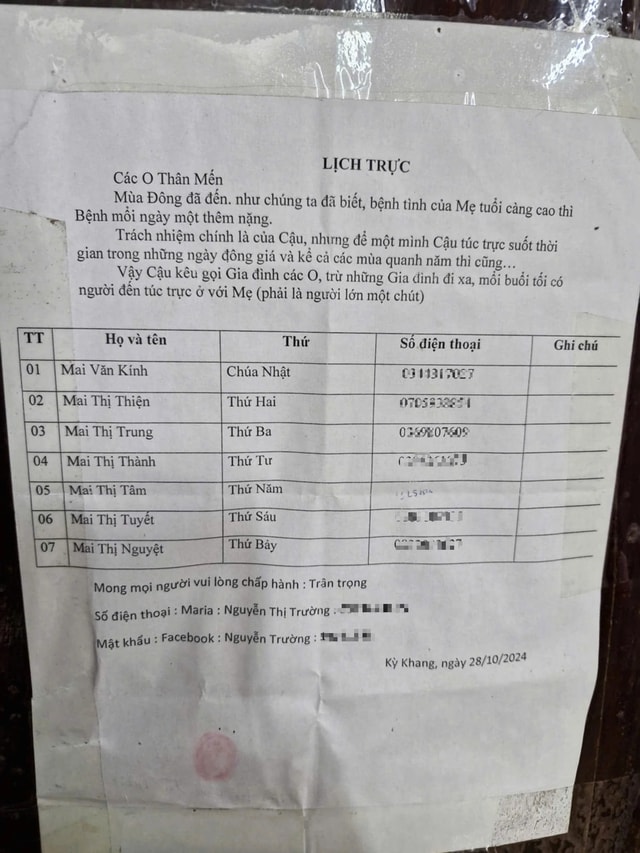 LỊCH TRỰC
Các O Thân Mến
Mùa Đông đã đến. như chúng ta đã biết, bệnh tình của Mẹ tuổi càng cao thì
Bệnh mỗi ngày một thêm nặng.
Trách nhiệm chính là của Cậu, nhưng để một mình Cậu túc trực suốt thời
gian trong những ngày đông giá và kể cả các mùa quanh năm thì cũng...
Vậy Cậu kêu gọi Gia đình các O, trừ những Gia đình đi xa, mỗi buổi tối có
người đến túc trực ở với Mẹ (phải là người lớn một chút)
TT Họ và tên Thứ Số điện thoại Ghi chú
01 Mai Văn Kính Chúa Nhật
02 Mai Thị Thiện Thứ Hai
03 Mai Thị Trung Thứ Ba
04 Mai Thị Thành Thứ Tư
05 Mai Thị Tâm Thứ Năm
06 Mai Thị Tuyết Thứ Sáu
07 Mai Thị Nguyệt Thứ Bảy
Mong mọi người vui lòng chấp hành : Trân trọng
Số điện thoại : Maria : Nguyễn Thị Trường :
Mật khẩu : Facebook : Nguyễn Trường :
Kỳ Khang, ngày 28/10/2024